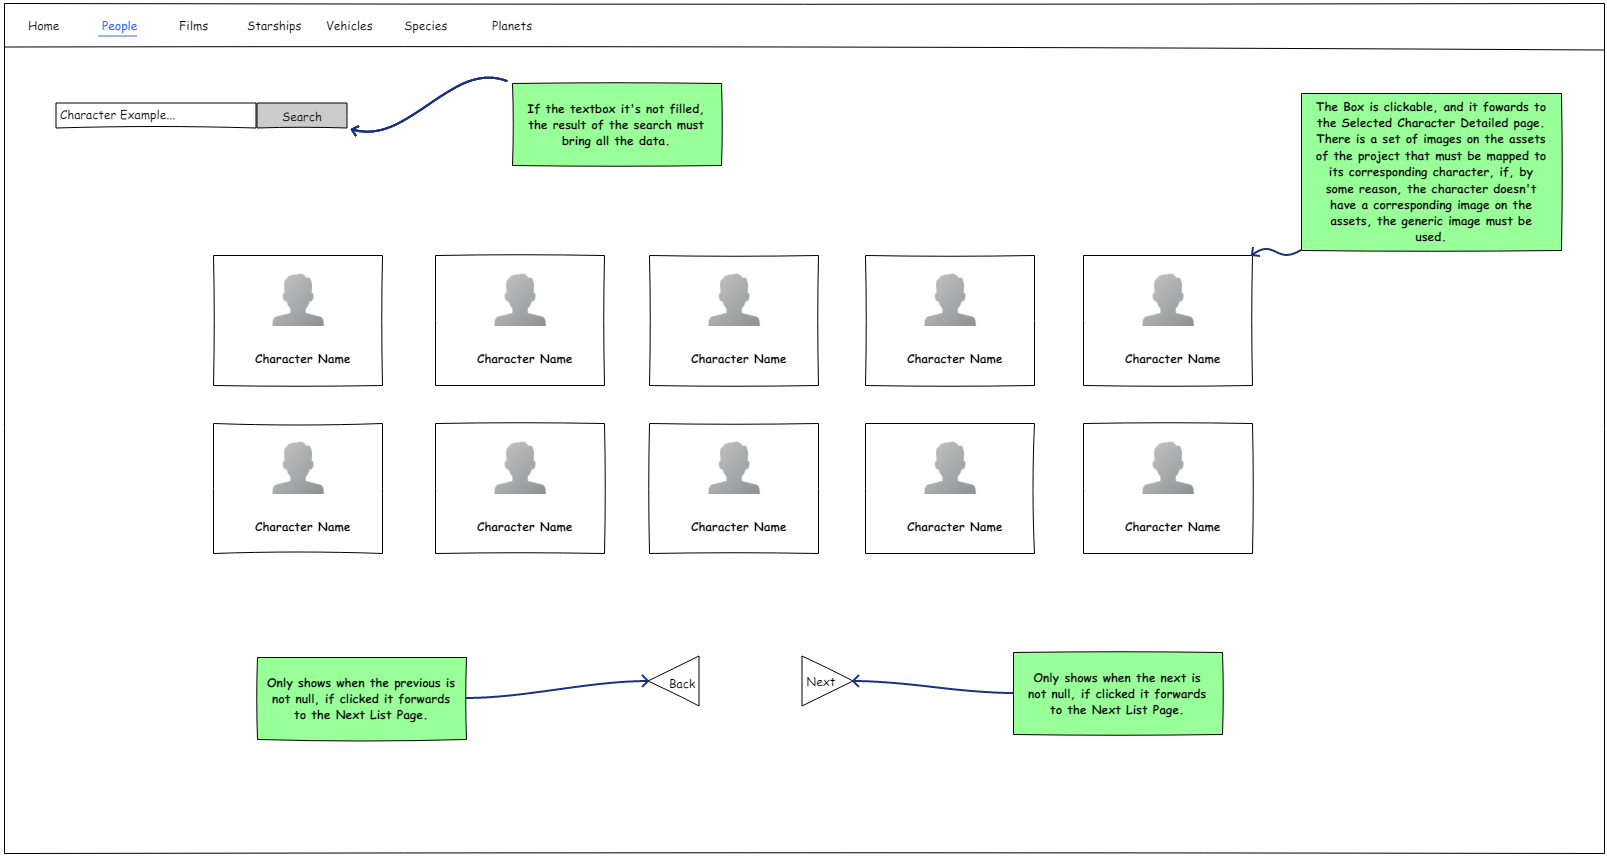 Home People Films Starships Vehicles Species Planets
Character Example...
Search
If the textbox it's not filled,
the result of the search must
bring all the data.
The Box is clickable, and it fowards to
the Selected Character Detailed page.
There is a set of images on the assets
of the project that must be mapped to
its corresponding character, if, by
some reason, the character doesn't
have a corresponding image on the
assets, the generic image must be
used.
Character Name
Character Name
Character Name
Character Name
Character Name
Character Name
Character Name
Character Name
Character Name
Character Name
Only shows when the previous is
not null, if clicked it forwards
to the Next List Page.
Back
Next
Only shows when the next is
not null, if clicked it forwards
to the Next List Page.